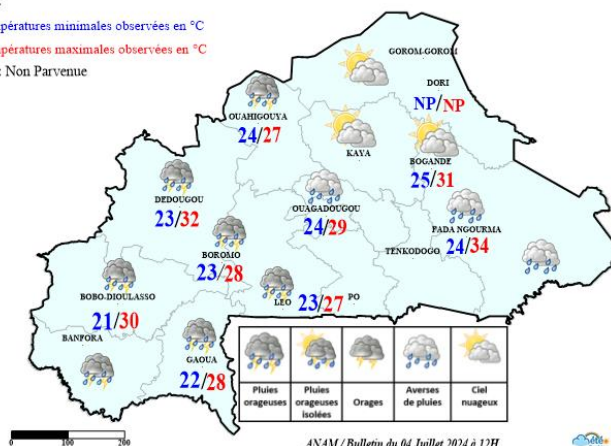 pératures minimales observées en °C
pératures maximales observées en °C
: Non Parvenue
GOROM-GOROM
DORI
NP/NP
OUAHIGOUYA
24/27
KAYA
BOGANDE
25/31
DEDOUGOU
23/32
OUAGADOUGOU
24/29
FADA NGOURMA
24/34
BOROMO
23/28
TENKODOGO
BOBO-DIOULASSO
21/30
LEO 23/27 PO
BANFORA
GAOUA
22/28
Pluies orageuses
Pluies orageuses isolées
Orages
Averses de pluies
Ciel nuageux
0 100 200
ANAM / Bulletin du 04 Juillet 2024 à 12H